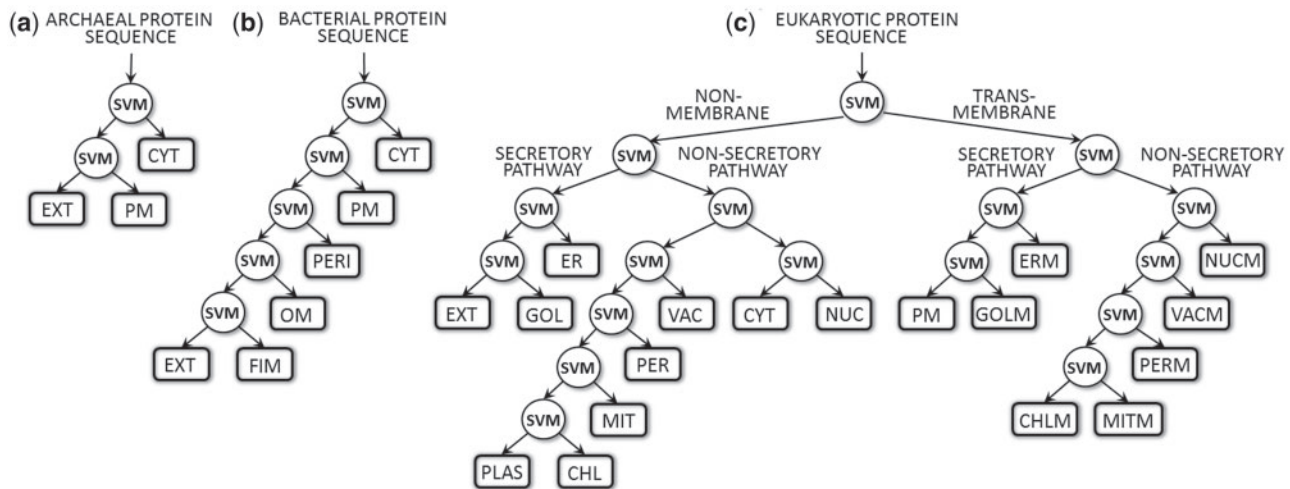 (a) ARCHAEAL PROTEIN
SEQUENCE
SVM
SVM
CYT
EXT
PM
(b) BACTERIAL PROTEIN
SEQUENCE
SVM
SVM
CYT
SVM
PM
SVM
PERI
SVM
OM
EXT
FIM
(c)
EUKARYOTIC PROTEIN
SEQUENCE
SVM
NON-
MEMBRANE
TRANS-
MEMBRANE
SVM
SECRETORY
PATHWAY
NON-SECRETORY
PATHWAY
SVM
SVM
SVM
ER
SVM
SVM
EXT
GOL
SVM
VAC
CYT
NUC
SVM
PER
SVM
MIT
PLAS
CHL
SVM
SECRETORY
PATHWAY
NON-SECRETORY
PATHWAY
SVM
SVM
SVM
ERM
SVM
NUCM
PM
GOLM
SVM
VACM
SVM
PERM
CHLM
MITM